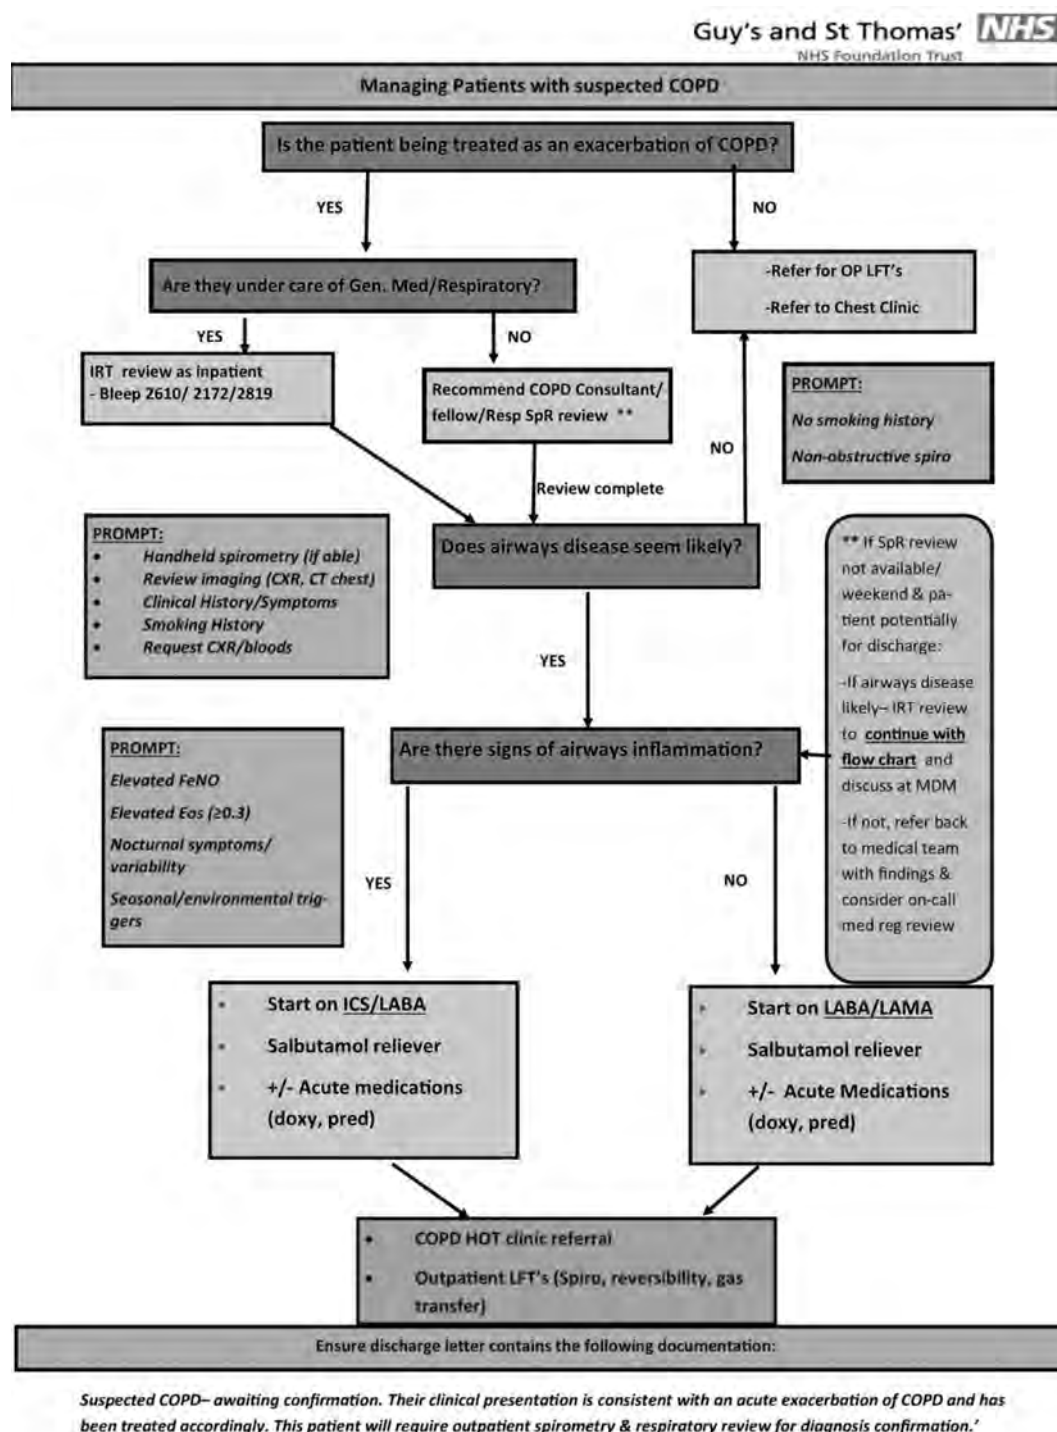 Guy's and St Thomas' NHS
NHS Foundation Trust
Managing Patients with suspected COPD
Is the patient being treated as an exacerbation of COPD?
YES
NO
Are they under care of Gen. Med/Respiratory?
-Refer for OP LFT's
-Refer to Chest Clinic
YES
NO
IRT review as inpatient
- Bleep 2610/ 2172/2819
Recommend COPD Consultant/
fellow/Resp SpR review **
PROMPT:
No smoking history
Non-obstructive spiro
NO
Review complete
PROMPT:
• Handheld spirometry (if able)
• Review imaging (CXR, CT chest)
• Clinical History/Symptoms
• Smoking History
• Request CXR/bloods
Does airways disease seem likely?
** If SpR review
not available/
weekend & pa-
tient potentially
for discharge:
-If airways disease
likely– IRT review
to continue with
flow chart and
discuss at MDM
-If not, refer back
to medical team
with findings &
consider on-call
med reg review
YES
PROMPT:
Elevated FeNO
Elevated Eos (≥0.3)
Nocturnal symptoms/
variability
Seasonal/environmental trig-
gers
Are there signs of airways inflammation?
YES
NO
• Start on ICS/LABA
• Salbutamol reliever
• +/- Acute medications
(doxy, pred)
• Start on LABA/LAMA
• Salbutamol reliever
• +/- Acute Medications
(doxy, pred)
• COPD HOT clinic referral
• Outpatient LFT's (Spiro, reversibility, gas
transfer)
Ensure discharge letter contains the following documentation:
Suspected COPD– awaiting confirmation. Their clinical presentation is consistent with an acute exacerbation of COPD and has
been treated accordingly. This patient will require outpatient spirometry & respiratory review for diagnosis confirmation.'